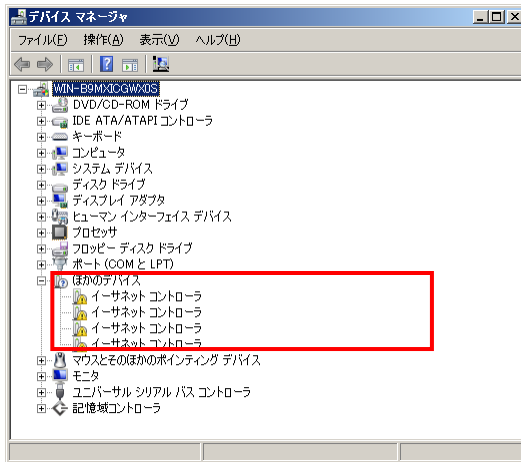 デバイス マネージャ
ファイル(F) 操作(A) 表示(V) ヘルプ(H)
WIN-B9MXICGWX0S
DVD/CD-ROM ドライブ
IDE ATA/ATAPI コントローラ
キーボード
コンピュータ
システム デバイス
ディスク ドライブ
ディスプレイ アダプタ
ヒューマン インターフェイス デバイス
プロセッサ
フロッピー ディスク ドライブ
ポート (COM と LPT)
ほかのデバイス
イーサネット コントローラ
イーサネット コントローラ
イーサネット コントローラ
イーサネット コントローラ
マウスとそのほかのポインティング デバイス
モニタ
ユニバーサル シリアル バス コントローラ
記憶域コントローラ